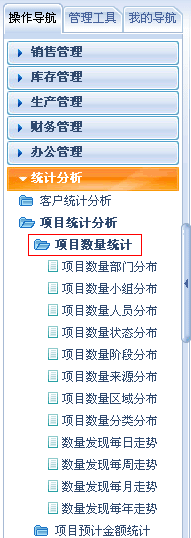 操作导航 管理工具 我的导航
销售管理
库存管理
生产管理
财务管理
办公管理
统计分析
客户统计分析
项目统计分析
项目数量统计
项目数量部门分布
项目数量小组分布
项目数量人员分布
项目数量状态分布
项目数量阶段分布
项目数量来源分布
项目数量区域分布
项目数量分类分布
数量发现每日走势
数量发现每周走势
数量发现每月走势
数量发现每年走势
项目预计金额统计